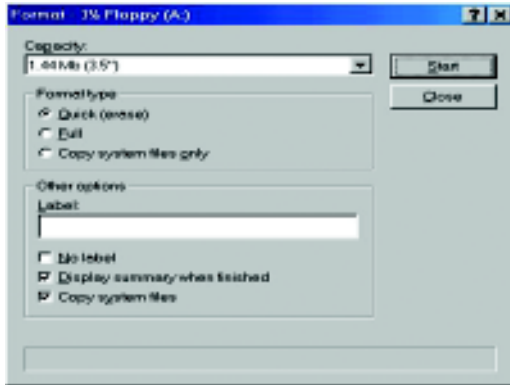 Format - 3½ Floppy (A:)
Capacity:
1.44 Mb (3.5")
Start
Close
Format type
Quick (erase)
Full
Copy system files only
Other options
Label:
No label
Display summary when finished
Copy system files